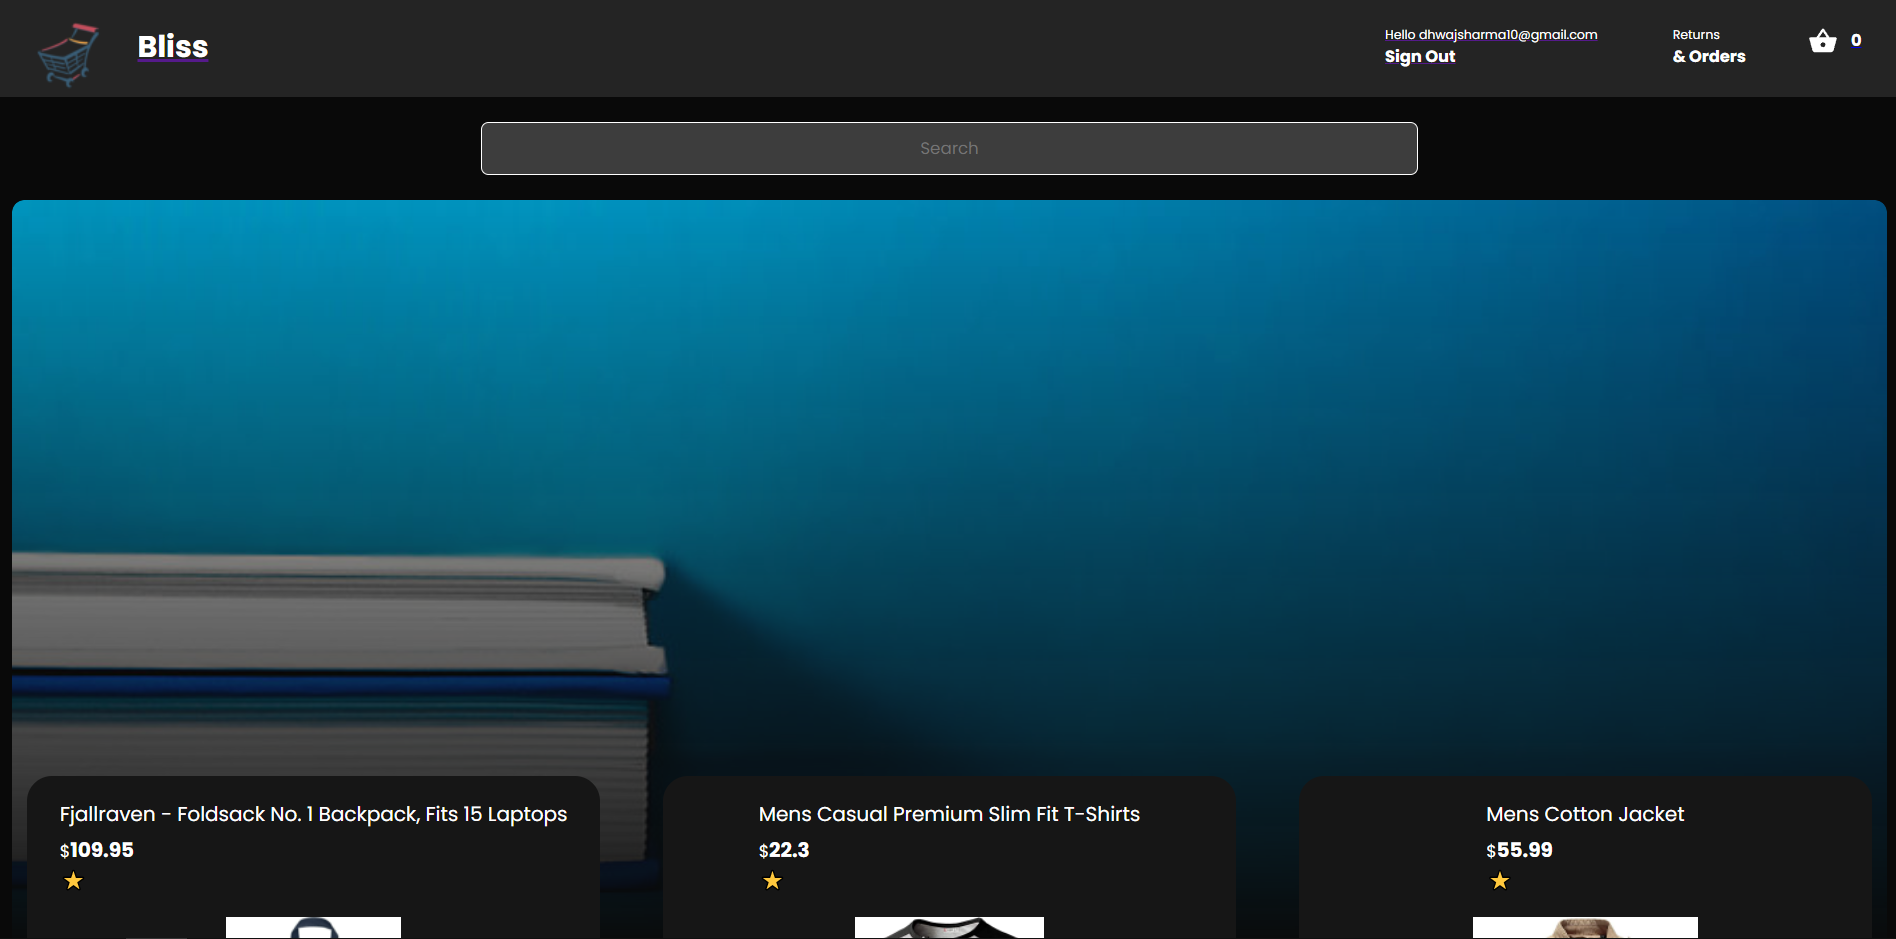 Bliss
Hello dhwajsharma10@gmail.com
Sign Out
Returns
& Orders
0
Search
Fjallraven - Foldsack No. 1 Backpack, Fits 15 Laptops
$109.95
Mens Casual Premium Slim Fit T-Shirts
$22.3
Mens Cotton Jacket
$55.99